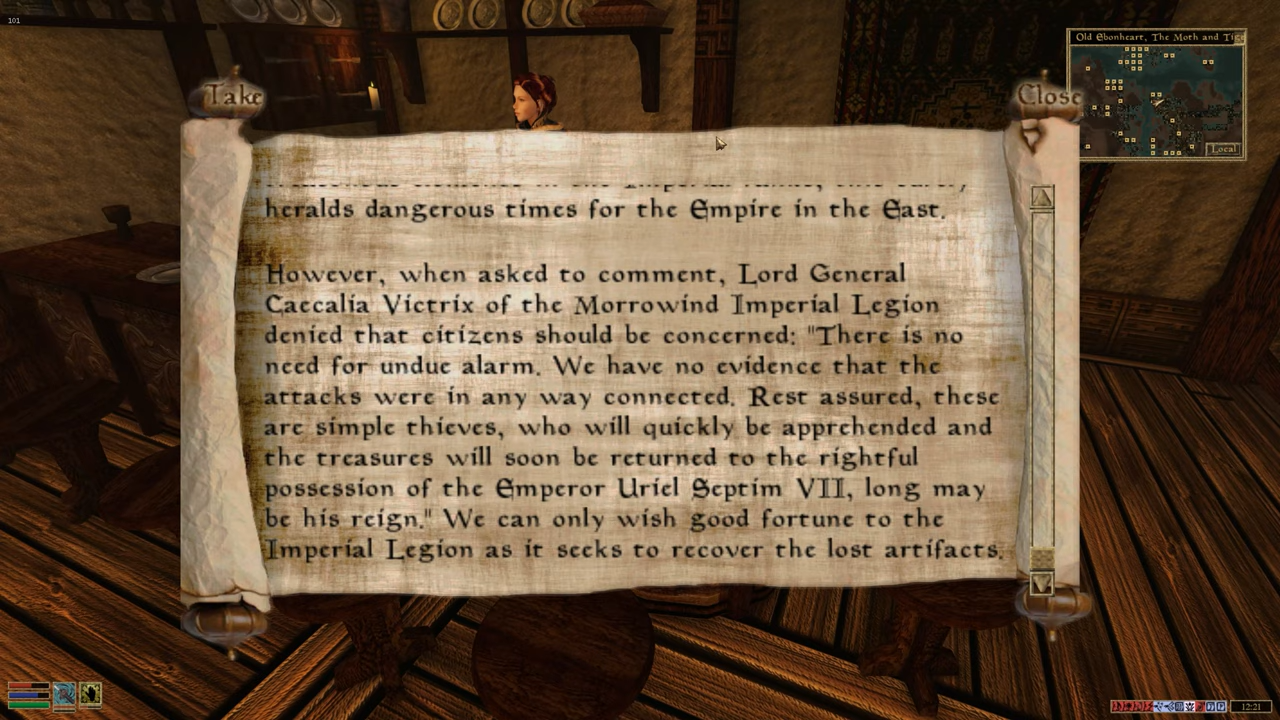 101
Old Ebonheart, The Moth and Ti
Take
Close
heralds dangerous times for the Empire in the East.
However, when asked to comment, Lord General
Caecalia Victrix of the Morrowind Imperial Legion
denied that citizens should be concerned: "There is no
need for undue alarm. We have no evidence that the
attacks were in any way connected. Rest assured, these
are simple thieves, who will quickly be apprehended and
the treasures will soon be returned to the rightful
possession of the Emperor Uriel Septim VII, long may
be his reign." We can only wish good fortune to the
Imperial Legion as it seeks to recover the lost artifacts.
Local
12:21